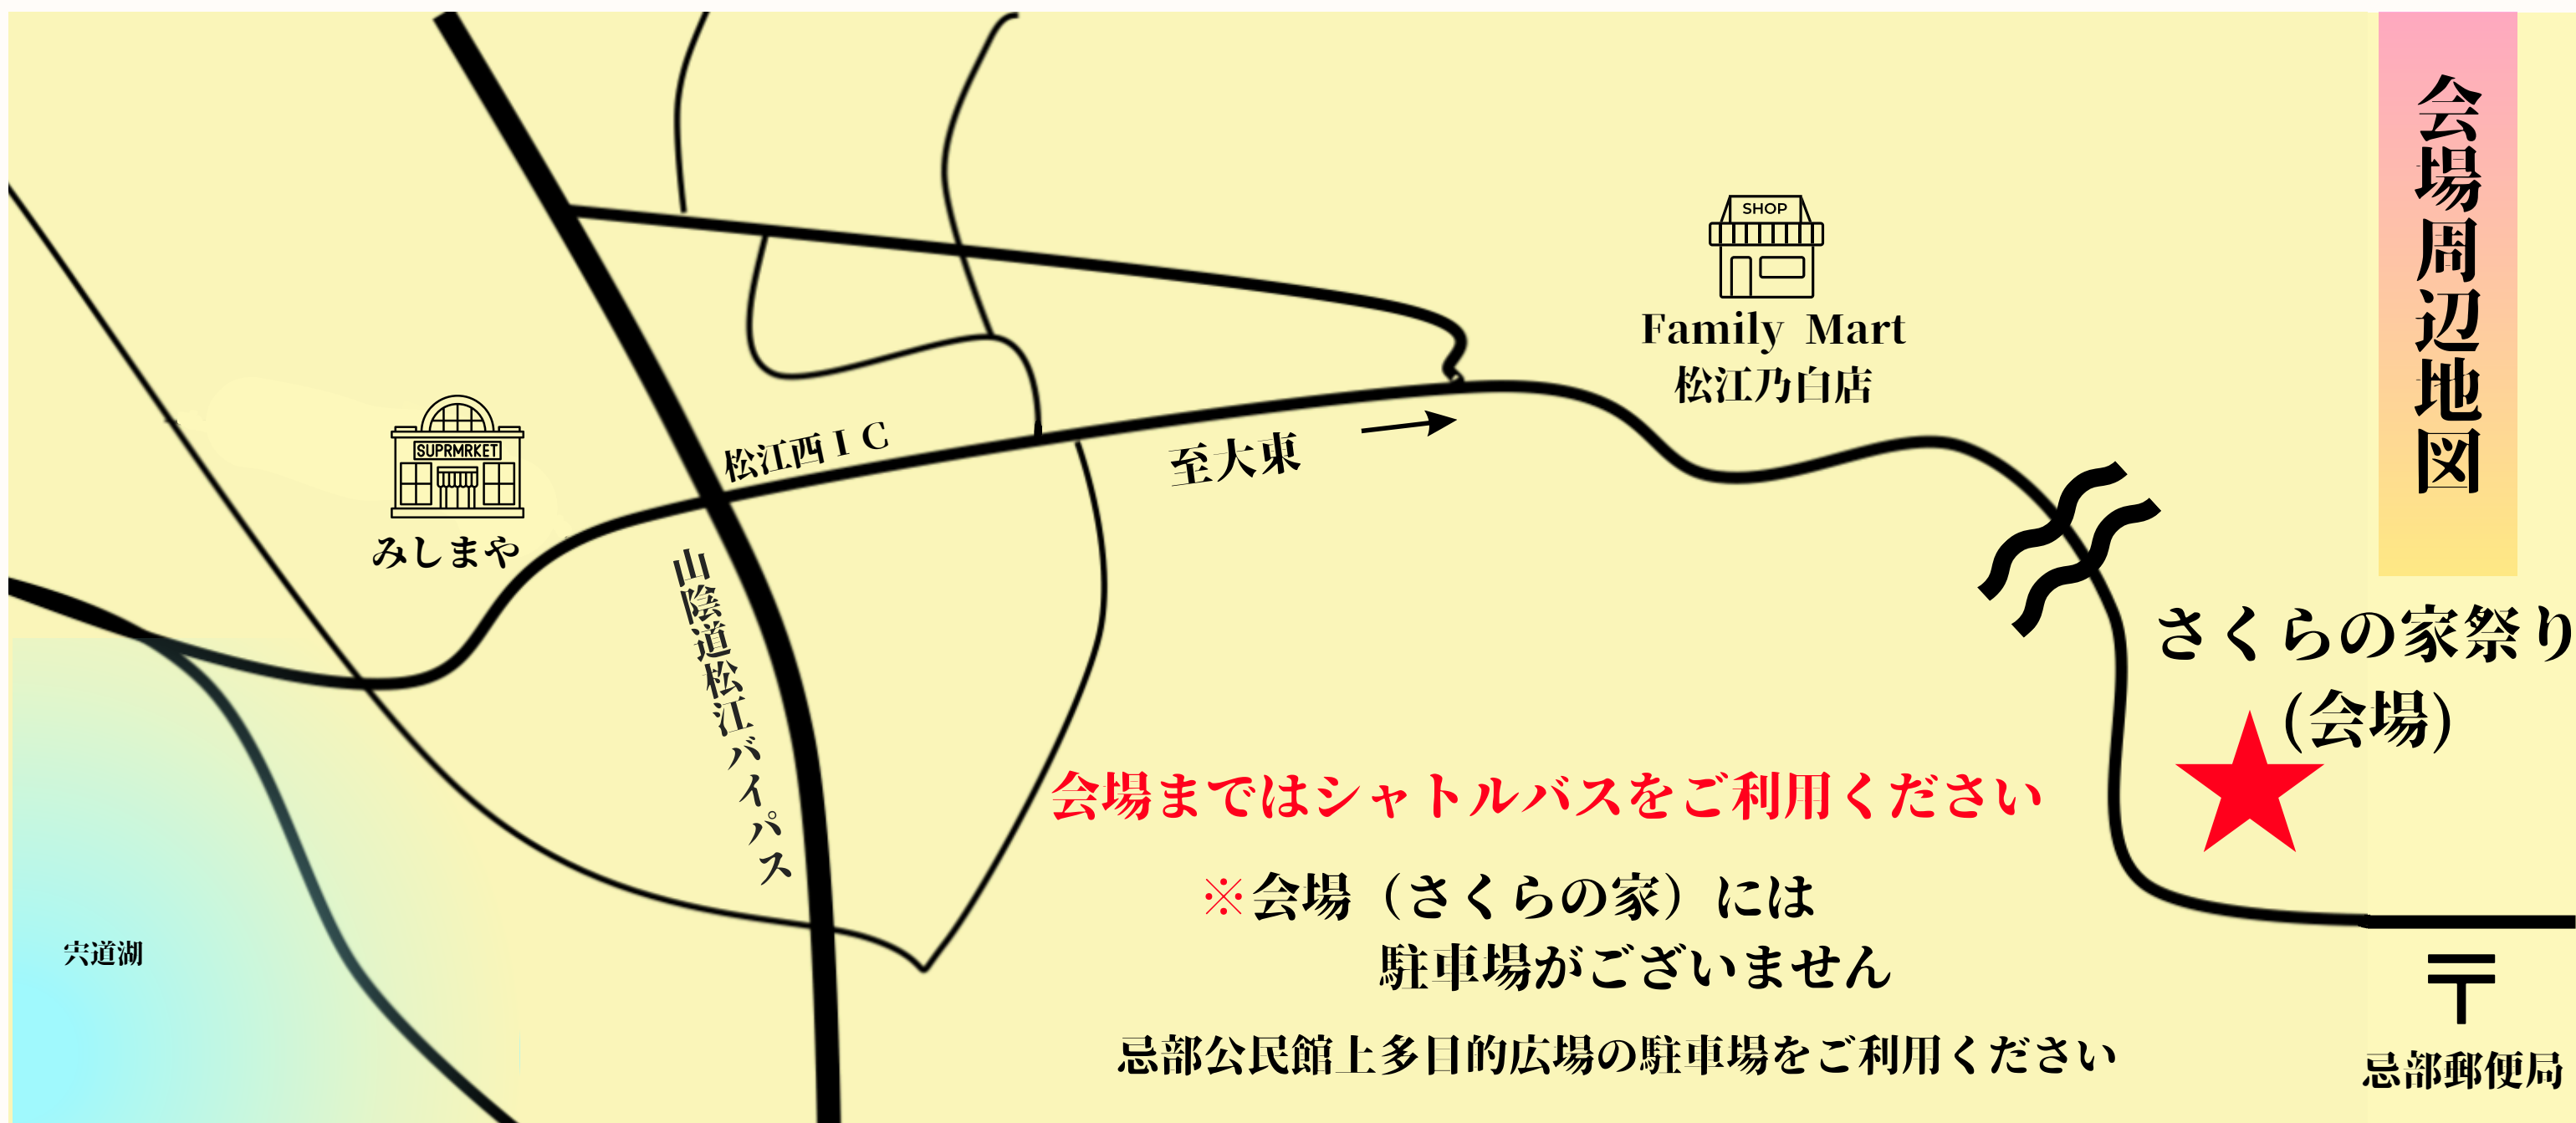 会場周辺地図
SHOP
Family Mart
松江乃白店
SUPRMRKET
みしまや
松江西ＩＣ
至大東
山陰道松江バイパス
さくらの家祭り
(会場)
会場まではシャトルバスをご利用ください
※会場（さくらの家）には
駐車場がございません
忌部公民館上多目的広場の駐車場をご利用ください
宍道湖
〒
忌部郵便局